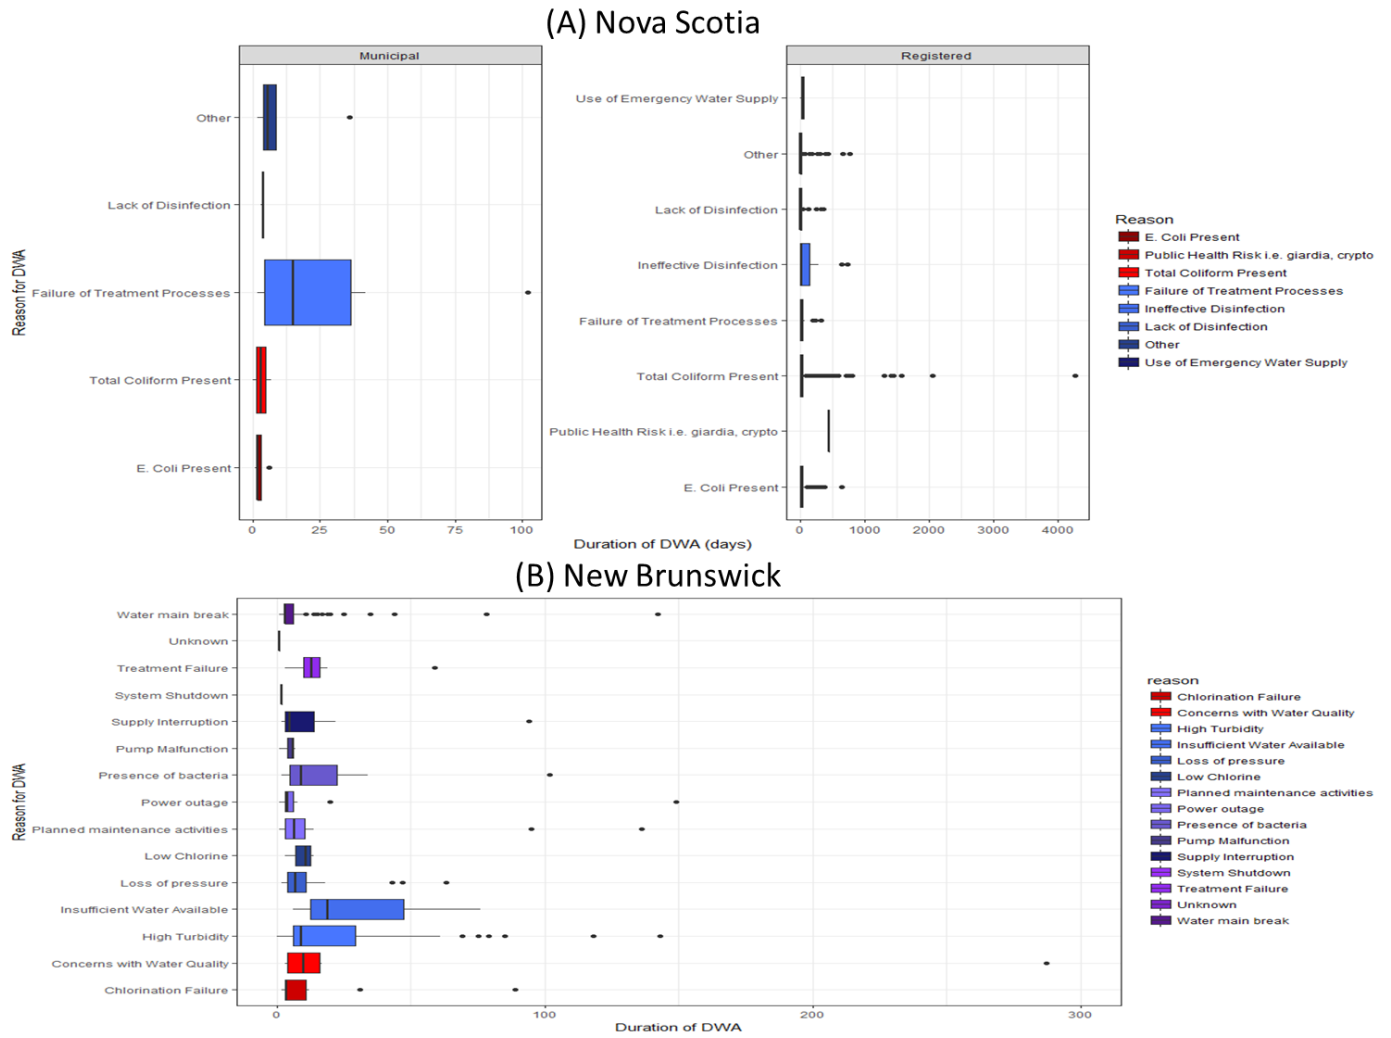 (A) Nova Scotia
Municipal
Reason for DWA
Other
Lack of Disinfection
Failure of Treatment Processes
Total Coliform Present
E. Coli Present
0 25 50 75 100
Registered
Use of Emergency Water Supply
Other
Lack of Disinfection
Ineffective Disinfection
Failure of Treatment Processes
Total Coliform Present
Public Health Risk i.e. giardia, crypto
E. Coli Present
0 1000 2000 3000 4000
Duration of DWA (days)
Reason
E. Coli Present
Public Health Risk i.e. giardia, crypto
Total Coliform Present
Failure of Treatment Processes
Ineffective Disinfection
Lack of Disinfection
Other
Use of Emergency Water Supply
(B) New Brunswick
Reason for DWA
Water main break
Unknown
Treatment Failure
System Shutdown
Supply Interruption
Pump Malfunction
Presence of bacteria
Power outage
Planned maintenance activities
Low Chlorine
Loss of pressure
Insufficient Water Available
High Turbidity
Concerns with Water Quality
Chlorination Failure
0 100 200 300
Duration of DWA
reason
Chlorination Failure
Concerns with Water Quality
High Turbidity
Insufficient Water Available
Loss of pressure
Low Chlorine
Planned maintenance activities
Power outage
Presence of bacteria
Pump Malfunction
Supply Interruption
System Shutdown
Treatment Failure
Unknown
Water main break